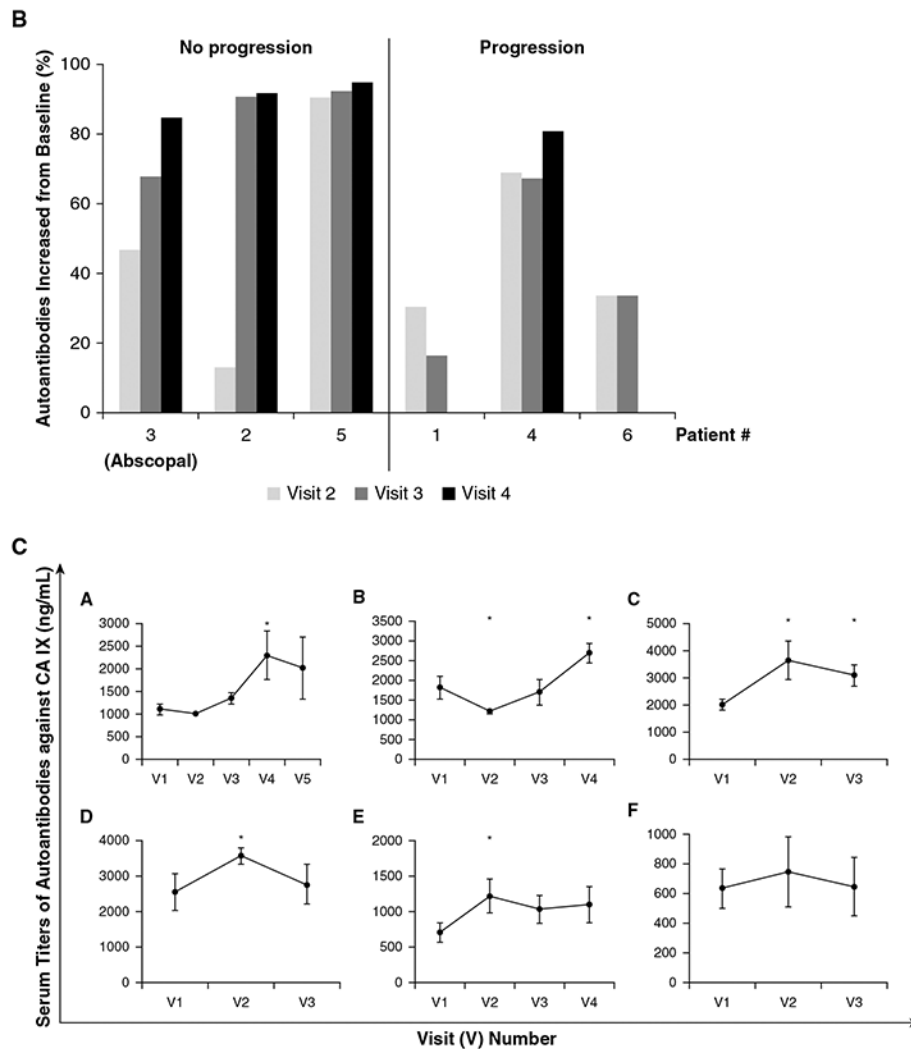 B
No progression
Progression
Autoantibodies Increased from Baseline (%)
100
80
60
40
20
0
3
2
5
1
4
6
Patient #
(Abscopal)
Visit 2
Visit 3
Visit 4
C
Serum Titers of Autoantibodies against CA IX (ng/mL)
A
3000
2500
2000
1500
1000
500
0
*
V1 V2 V3 V4 V5
B
3500
3000
2500
2000
1500
1000
500
0
* *
V1 V2 V3 V4
C
5000
4000
3000
2000
1000
0
* *
V1 V2 V3
D
4000
3000
2000
1000
0
*
V1 V2 V3
E
2000
1500
1000
500
0
*
V1 V2 V3 V4
F
1000
800
600
400
200
0
V1 V2 V3
Visit (V) Number